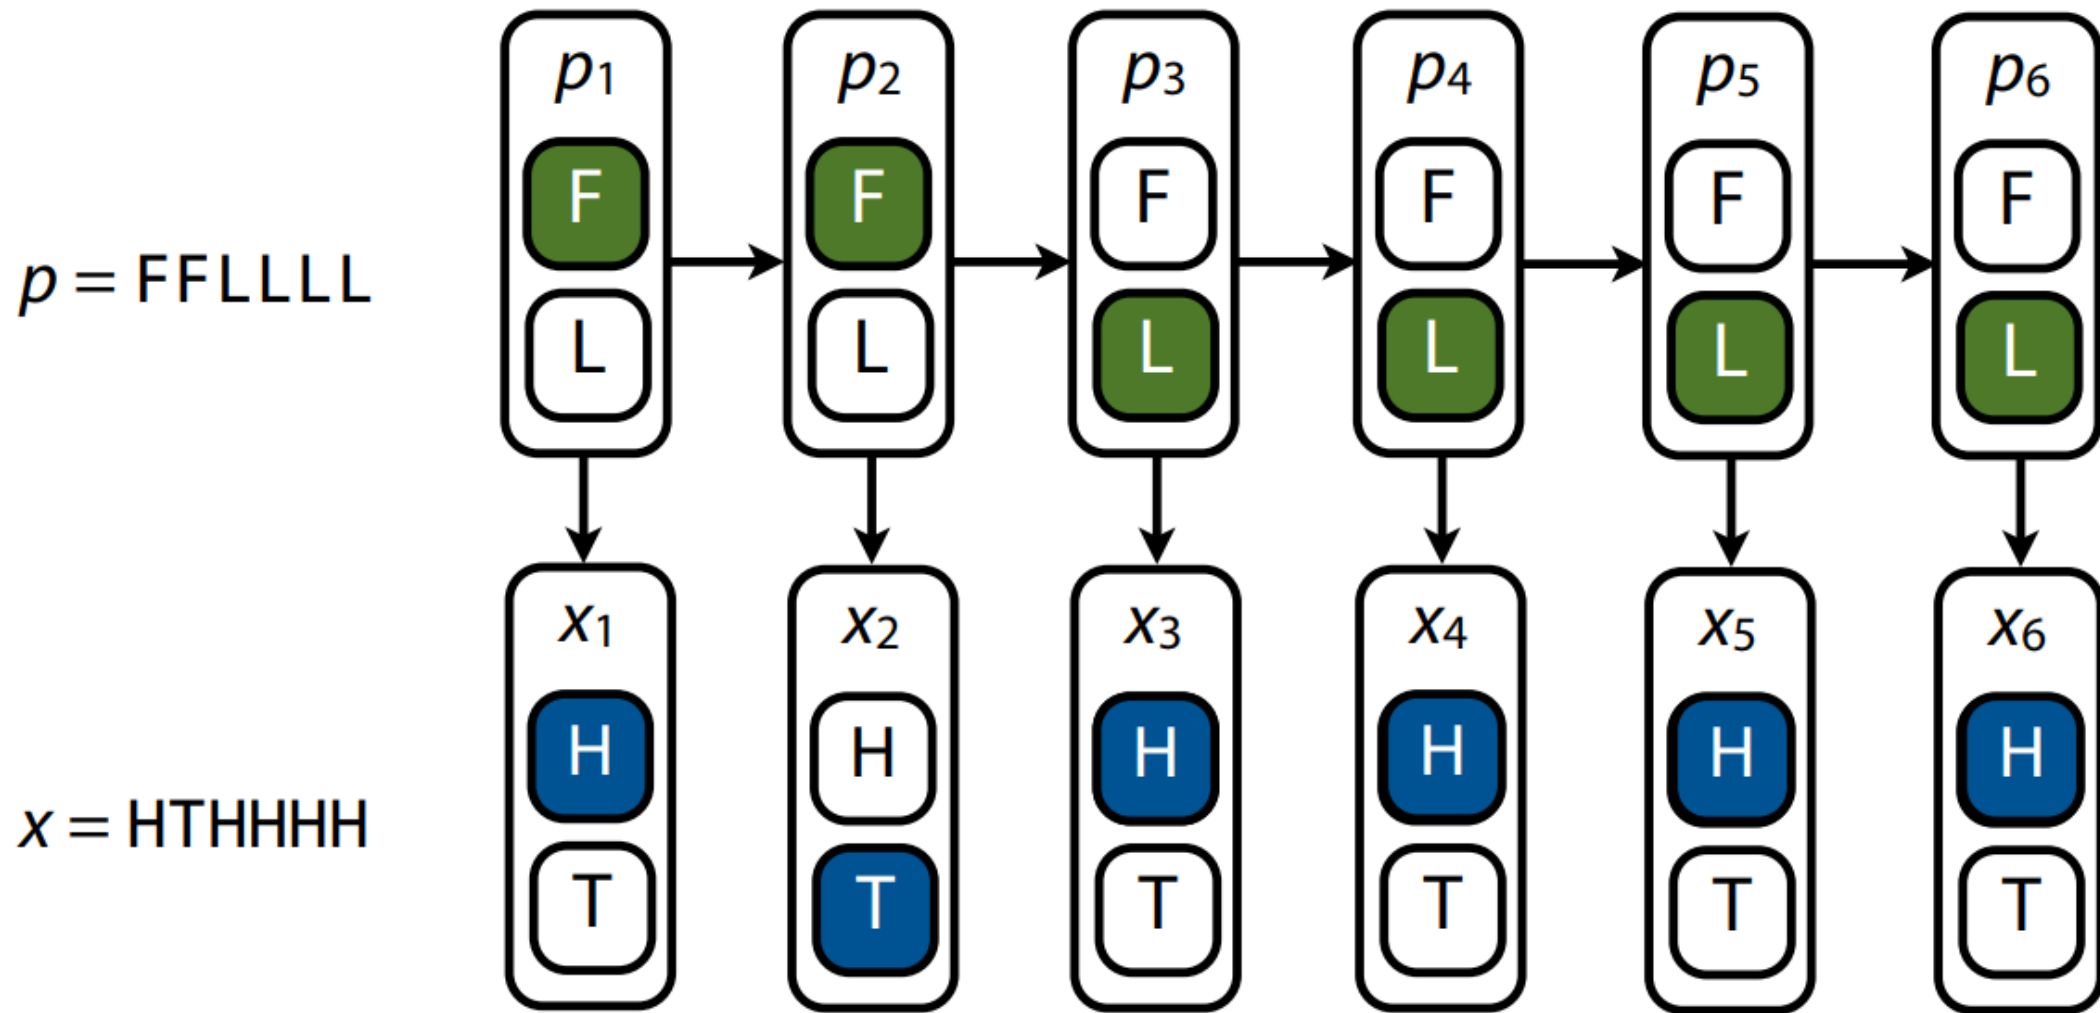 p₁ p₂ p₃ p₄ p₅ p₆
F F F F F F
p = FFLLLL
L L L L L L
x₁ x₂ x₃ x₄ x₅ x₆
H H H H H H
x = HTHHHH
T T T T T T